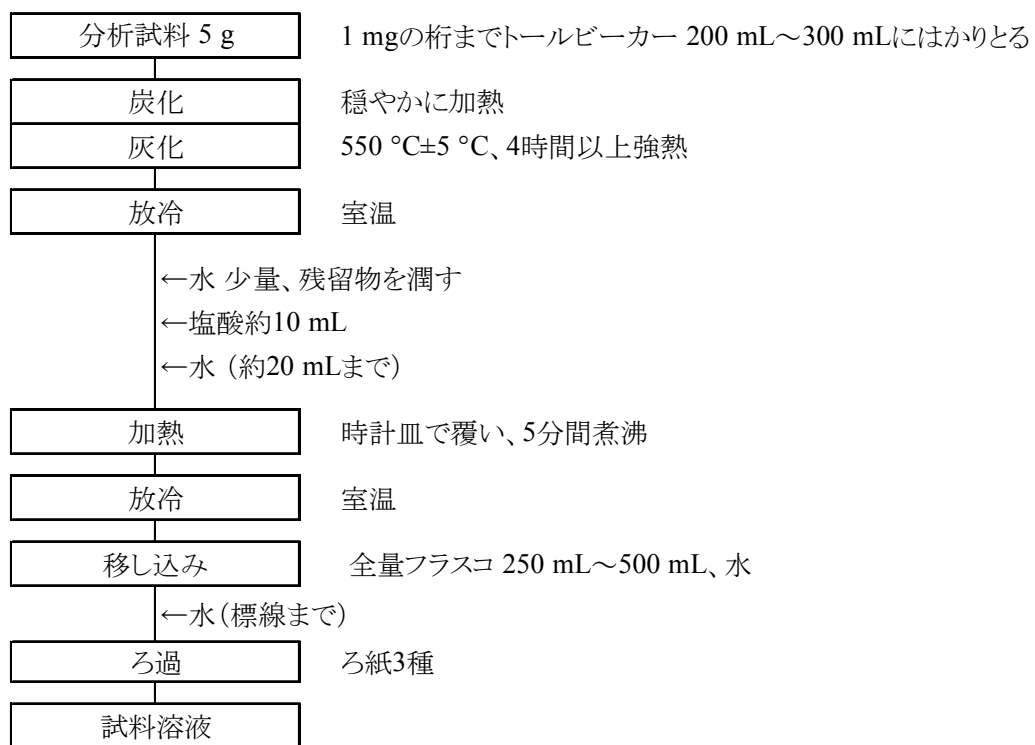 分析試料 5 g 1 mgの桁までトールビーカー 200 mL～300 mLにはかりとる
炭化 穏やかに加熱
灰化 550 °C±5 °C、4時間以上強熱
放冷 室温
←水 少量、残留物を潤す
←塩酸約10 mL
←水（約20 mLまで）
加熱 時計皿で覆い、5分間煮沸
放冷 室温
移し込み 全量フラスコ 250 mL～500 mL、水
←水（標線まで）
ろ過 ろ紙3種
試料溶液